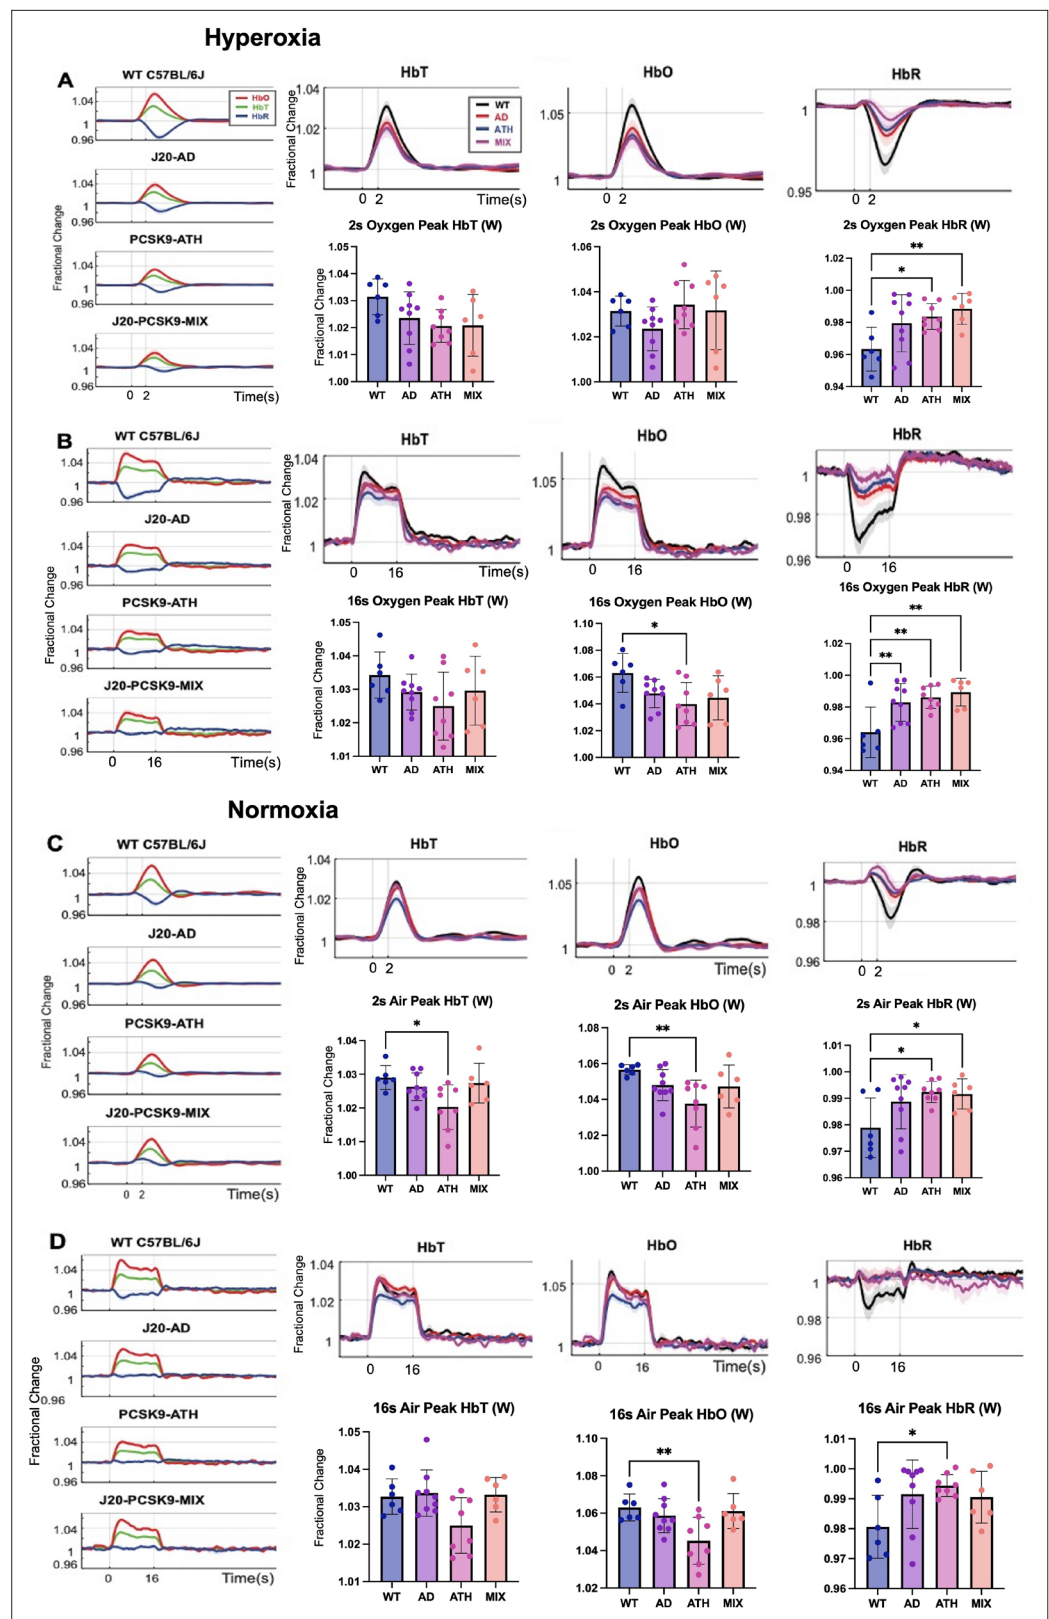 Hyperoxia
A
WT C57BL/6J
1.04
1
0.96
HbO
HbT
HbR
J20-AD
1.04
1
0.96
PCSK9-ATH
1.04
1
0.96
J20-PCSK9-MIX
1.04
1
0.96
0 2
Time(s)
Fractional Change
HbT
1.04
1.02
1
Fractional Change
WT
AD
ATH
MIX
0 2
Time(s)
HbO
1.05
1
0 2
HbR
1
0.95
0 2
2s Oyxgen Peak HbT (W)
1.05
1.04
1.03
1.02
1.01
1.00
Fractional Change
WT AD ATH MIX
2s Oxygen Peak HbO (W)
1.06
1.04
1.02
1.00
WT AD ATH MIX
2s Oyxgen Peak HbR (W)
**
*
1.02
1.00
0.98
0.96
0.94
WT AD ATH MIX
B
WT C57BL/6J
1.04
1
0.96
J20-AD
1.04
1
0.96
PCSK9-ATH
1.04
1
0.96
J20-PCSK9-MIX
1.04
1
0.96
0 16
Time(s)
Fractional Change
HbT
1.04
1.02
1
Fractional Change
0 16
Time(s)
HbO
1.05
1
0 16
HbR
1
0.98
0.96
0 16
16s Oxygen Peak HbT (W)
1.05
1.04
1.03
1.02
1.01
WT AD ATH MIX
16s Oxygen Peak HbO (W)
*
1.10
1.08
1.06
1.04
1.02
1.00
WT AD ATH MIX
16s Oxygen Peak HbR (W)
**
**
**
1.02
1.00
0.98
0.96
0.94
WT AD ATH MIX
Normoxia
C
WT C57BL/6J
1.04
1
0.96
J20-AD
1.04
1
0.96
PCSK9-ATH
1.04
1
0.96
J20-PCSK9-MIX
1.04
1
0.96
0 2
Time(s)
Fractional Change
HbT
1.04
1.02
1
Fractional Change
0 2
HbO
1.05
1
0 2
Time(s)
HbR
1
0.98
0.96
0 2
2s Air Peak HbT (W)
*
1.04
1.03
1.02
1.01
1.00
Fractional Change
WT AD ATH MIX
2s Air Peak HbO (W)
**
1.08
1.06
1.04
1.02
1.00
WT AD ATH MIX
2s Air Peak HbR (W)
*
*
1.01
1.00
0.99
0.98
0.97
0.96
WT AD ATH MIX
D
WT C57BL/6J
1.04
1
0.96
J20-AD
1.04
1
0.96
PCSK9-ATH
1.04
1
0.96
J20-PCSK9-MIX
1.04
1
0.96
0 16
Time(s)
Fractional Change
HbT
1.04
1.02
1
Fractional Change
0 16
HbO
1.05
1
0 16
Time(s)
HbR
1
0.98
0.96
0 16
16s Air Peak HbT (W)
1.05
1.04
1.03
1.02
1.01
Fractional Change
WT AD ATH MIX
16s Air Peak HbO (W)
**
1.10
1.08
1.06
1.04
1.02
WT AD ATH MIX
16s Air Peak HbR (W)
*
1.01
1.00
0.99
0.98
0.97
0.96
WT AD ATH MIX